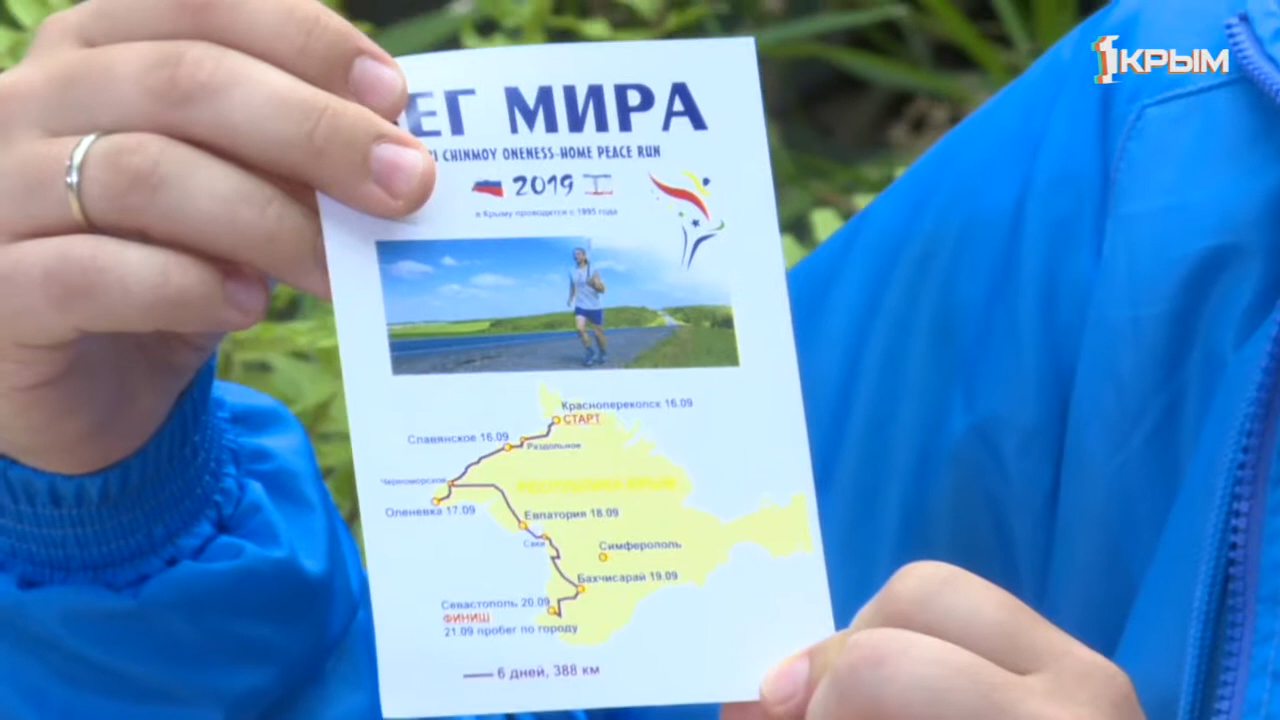 1КРЫМ
ЕГ МИРА
I CHINMOY ONENESS-HOME PEACE RUN
2019
в Крыму проводится с 1995 года
Красноперекопск 16.09
СТАРТ
Славянское 16.09
Раздольное
Черноморское
Оленевка 17.09
РЕСПУБЛИКА КРЫМ
Евпатория 18.09
Саки
Симферополь
Бахчисарай 19.09
Севастополь 20.09
ФИНИШ
21.09 пробег по городу
6 дней, 388 км